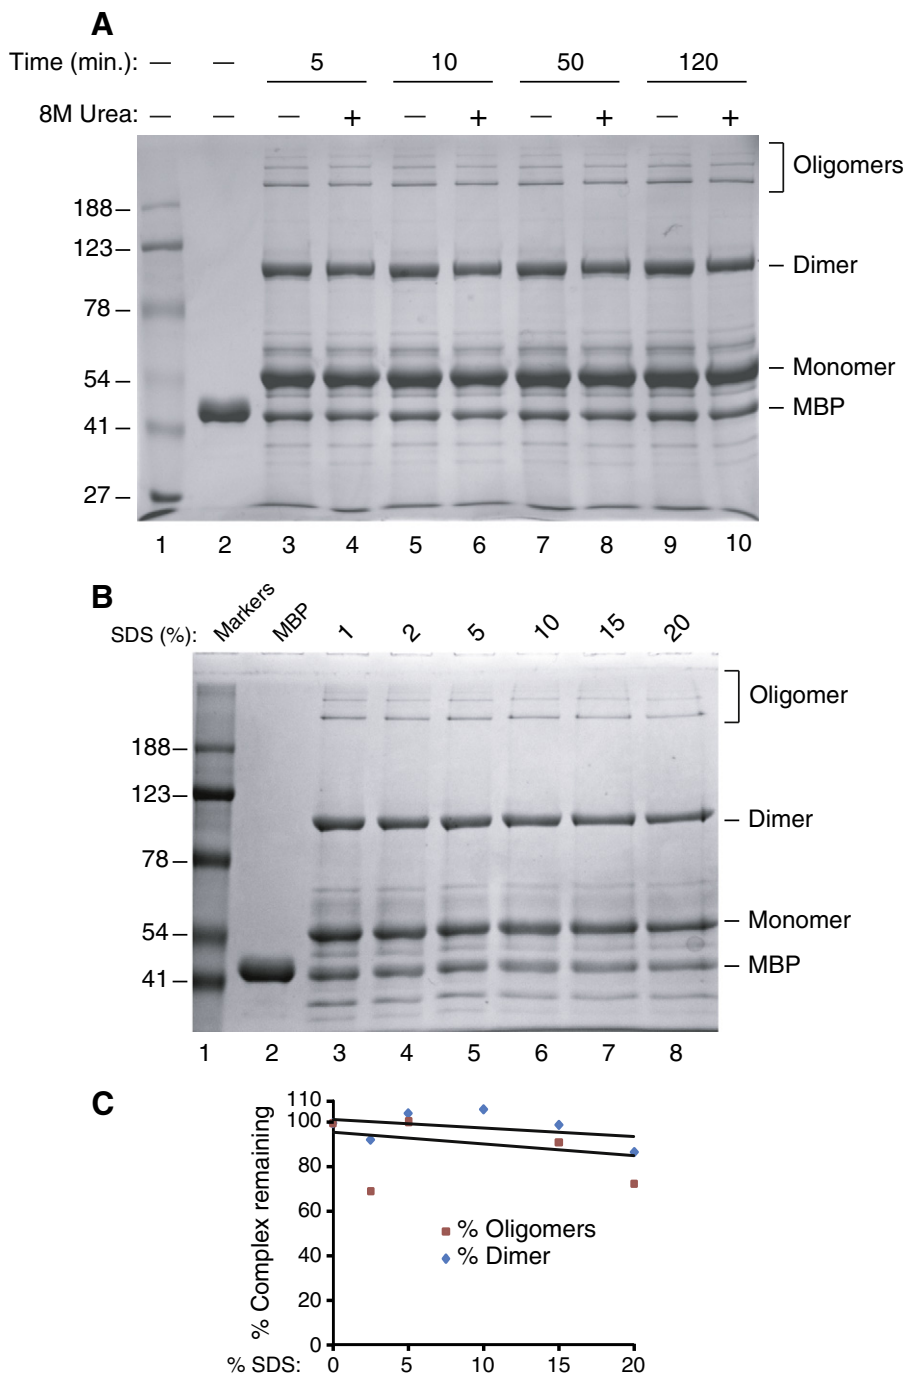 A
Time (min.): — — 5 10 50 120
8M Urea: — — — + — + — + — +
Oligomers
188
123
Dimer
78
Monomer
54
MBP
41
27
1 2 3 4 5 6 7 8 9 10
B
SDS (%): Markers MBP 1 2 5 10 15 20
Oligomer
188
123
Dimer
78
Monomer
54
MBP
41
1 2 3 4 5 6 7 8
C
% Complex remaining
110
100
80
60
% Oligomers
% Dimer
40
20
0
% SDS: 0 5 10 15 20